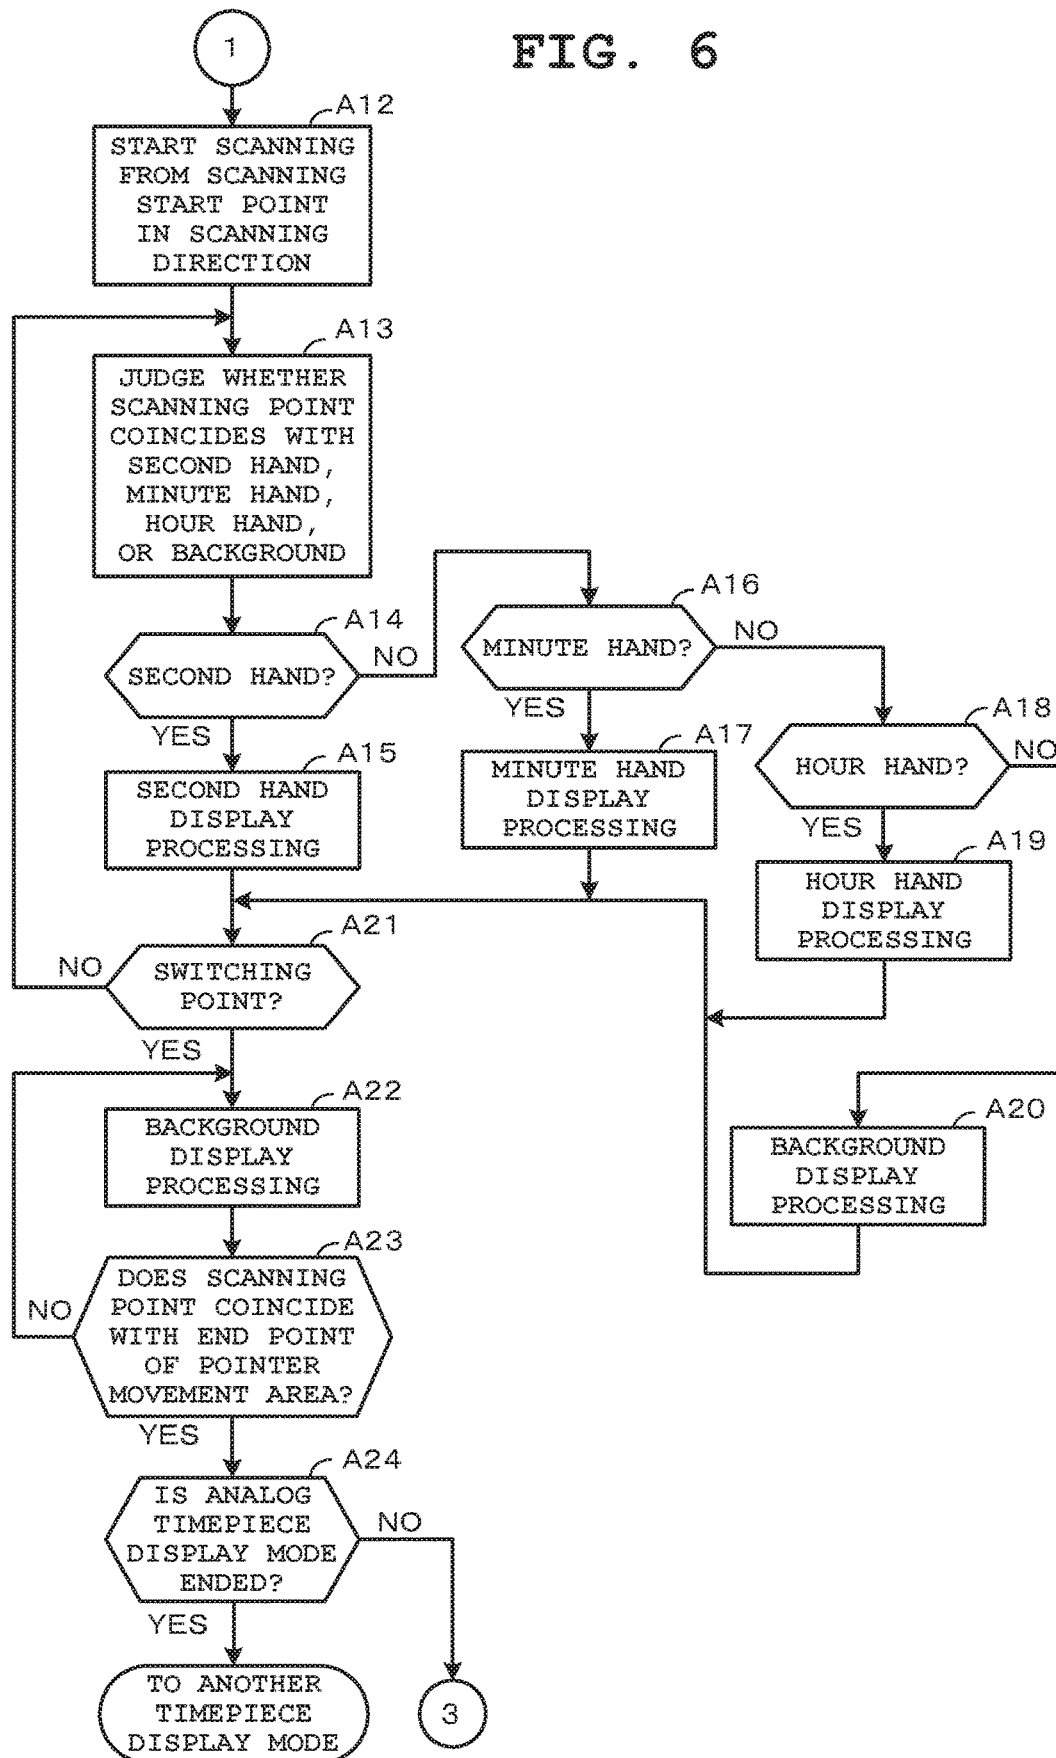 FIG. 6
1
A12
START SCANNING
FROM SCANNING
START POINT
IN SCANNING
DIRECTION
A13
JUDGE WHETHER
SCANNING POINT
COINCIDES WITH
SECOND HAND,
MINUTE HAND,
HOUR HAND,
OR BACKGROUND
A14
SECOND HAND?
NO
YES
A15
SECOND HAND
DISPLAY
PROCESSING
A16
MINUTE HAND?
NO
YES
A17
MINUTE HAND
DISPLAY
PROCESSING
A18
HOUR HAND?
NO
YES
A19
HOUR HAND
DISPLAY
PROCESSING
A20
BACKGROUND
DISPLAY
PROCESSING
A21
SWITCHING
POINT?
NO
YES
A22
BACKGROUND
DISPLAY
PROCESSING
A23
DOES SCANNING
POINT COINCIDE
WITH END POINT
OF POINTER
MOVEMENT AREA?
NO
YES
A24
IS ANALOG
TIMEPIECE
DISPLAY MODE
ENDED?
NO
YES
TO ANOTHER
TIMEPIECE
DISPLAY MODE
3